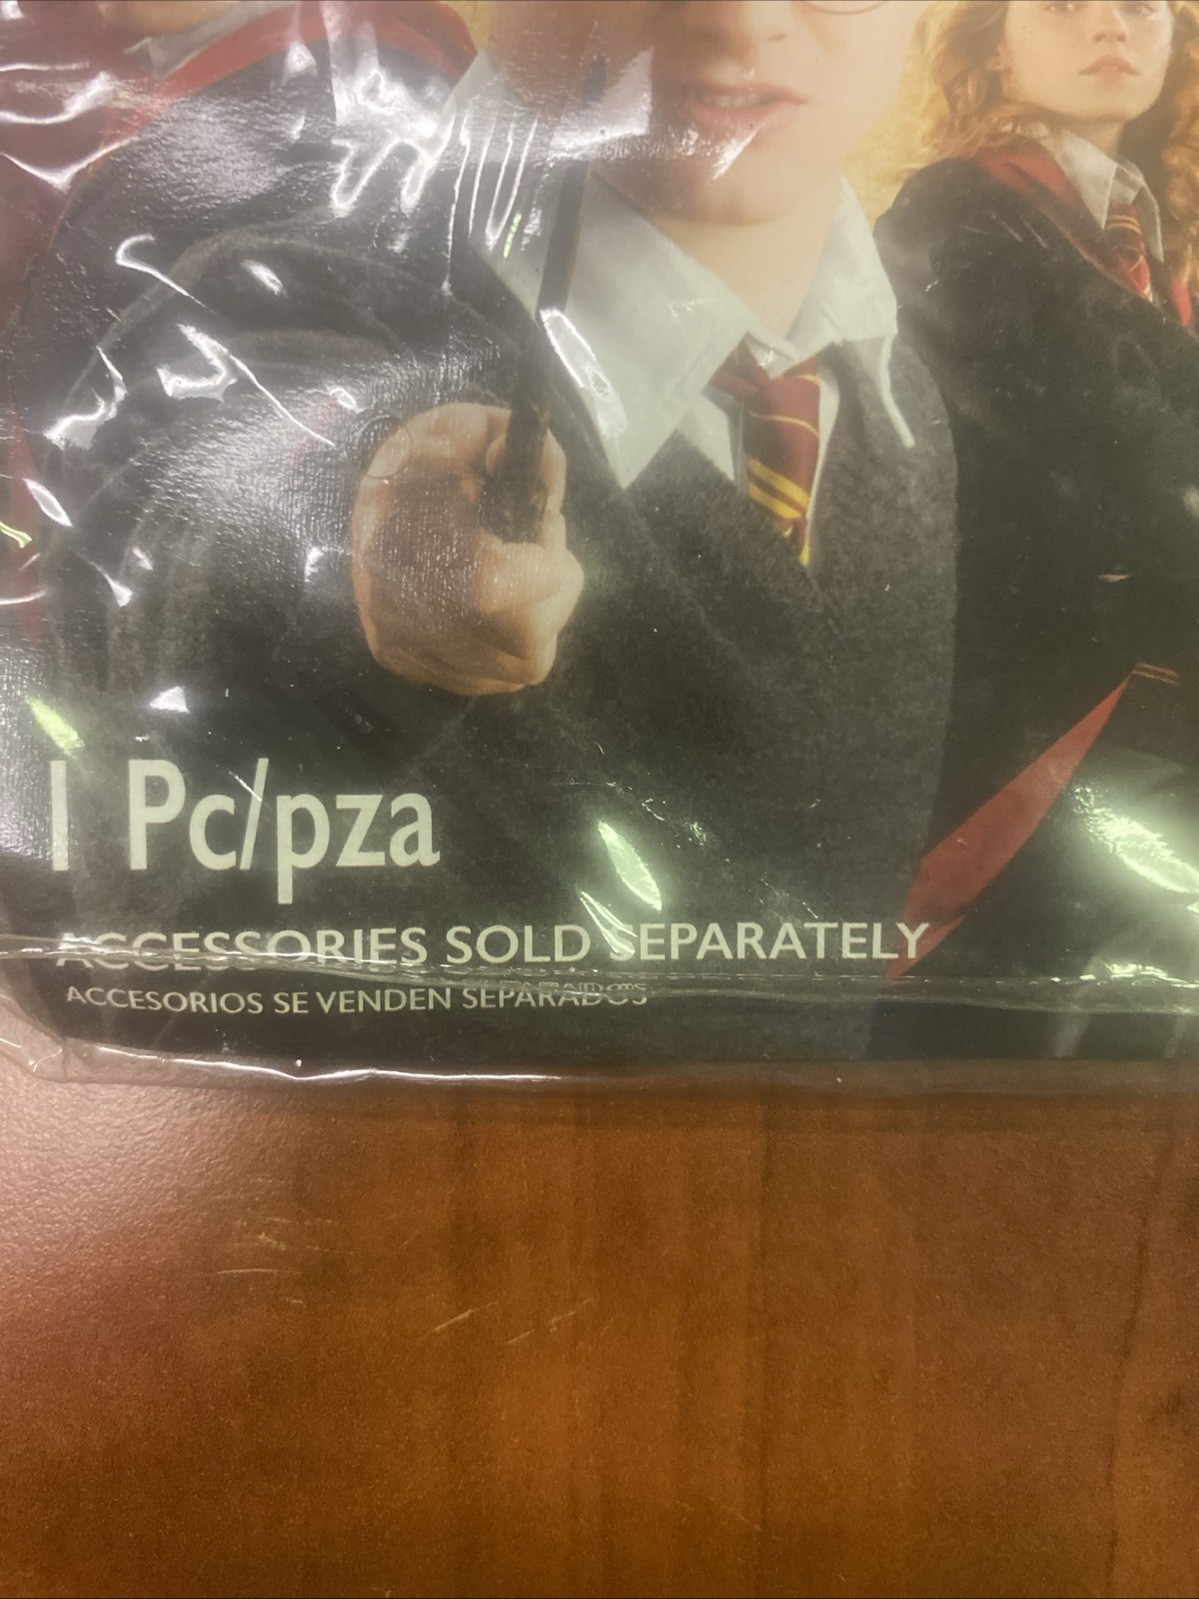 1 Pc/pza
ACCESSORIES SOLD SEPARATELY
ACCESORIOS SE VENDEN SEPARADOS